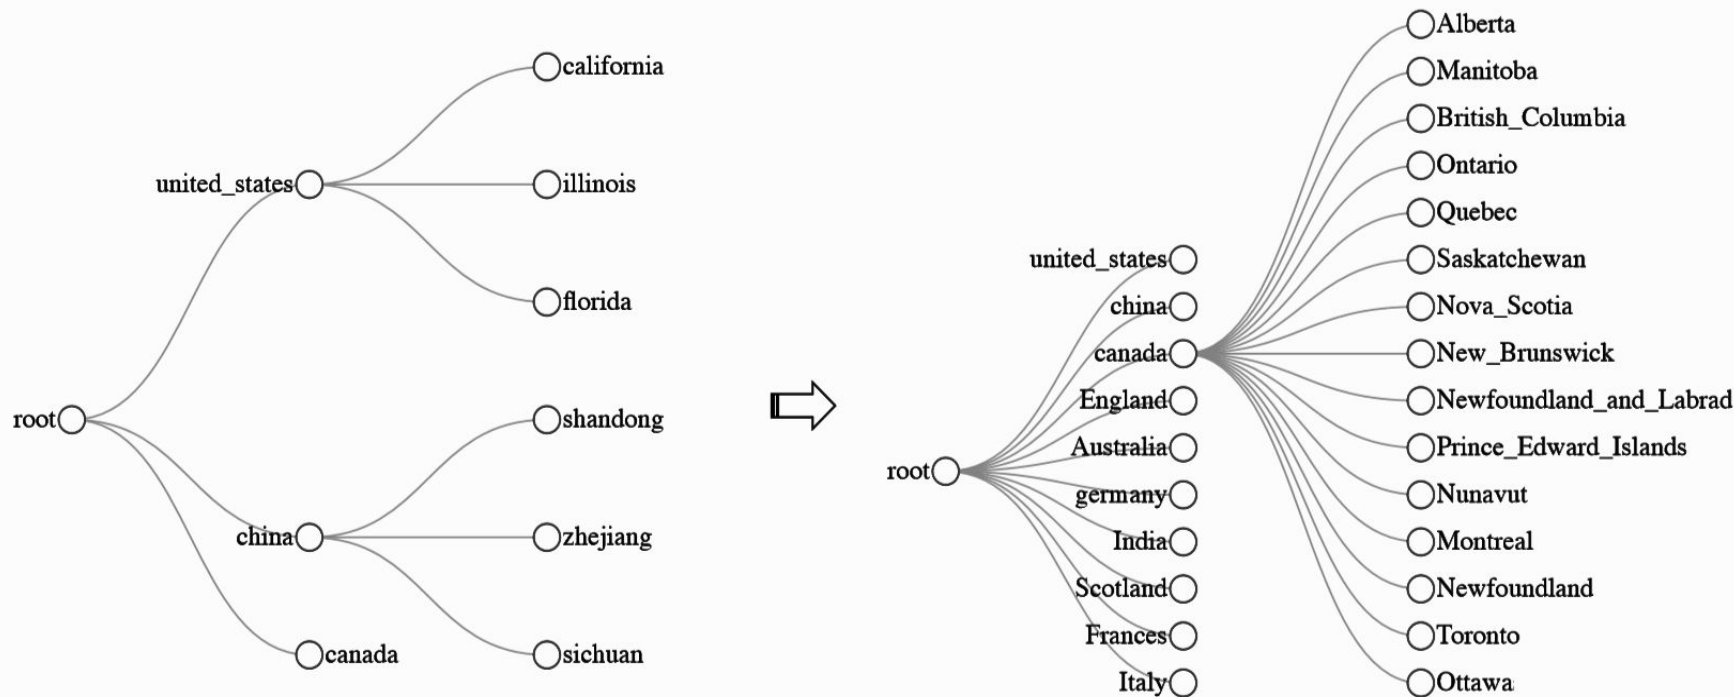 california
united_states
illinois
florida
root
shandong
china
zhejiang
canada
sichuan
Alberta
Manitoba
British_Columbia
Ontario
Quebec
united_states
Saskatchewan
china
Nova_Scotia
canada
New_Brunswick
England
Newfoundland_and_Labrad
Australia
Prince_Edward_Islands
root
germany
Nunavut
India
Montreal
Scotland
Newfoundland
Frances
Toronto
Italy
Ottawa